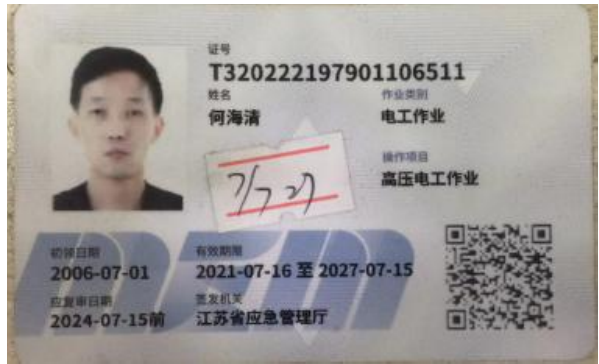 证号
T320222197901106511
姓名
何海清
作业类别
电工作业
操作项目
高压电工作业
初领日期
2006-07-01
有效期限
2021-07-16 至 2027-07-15
应复审日期
2024-07-15前
签发机关
江苏省应急管理厅
MEM